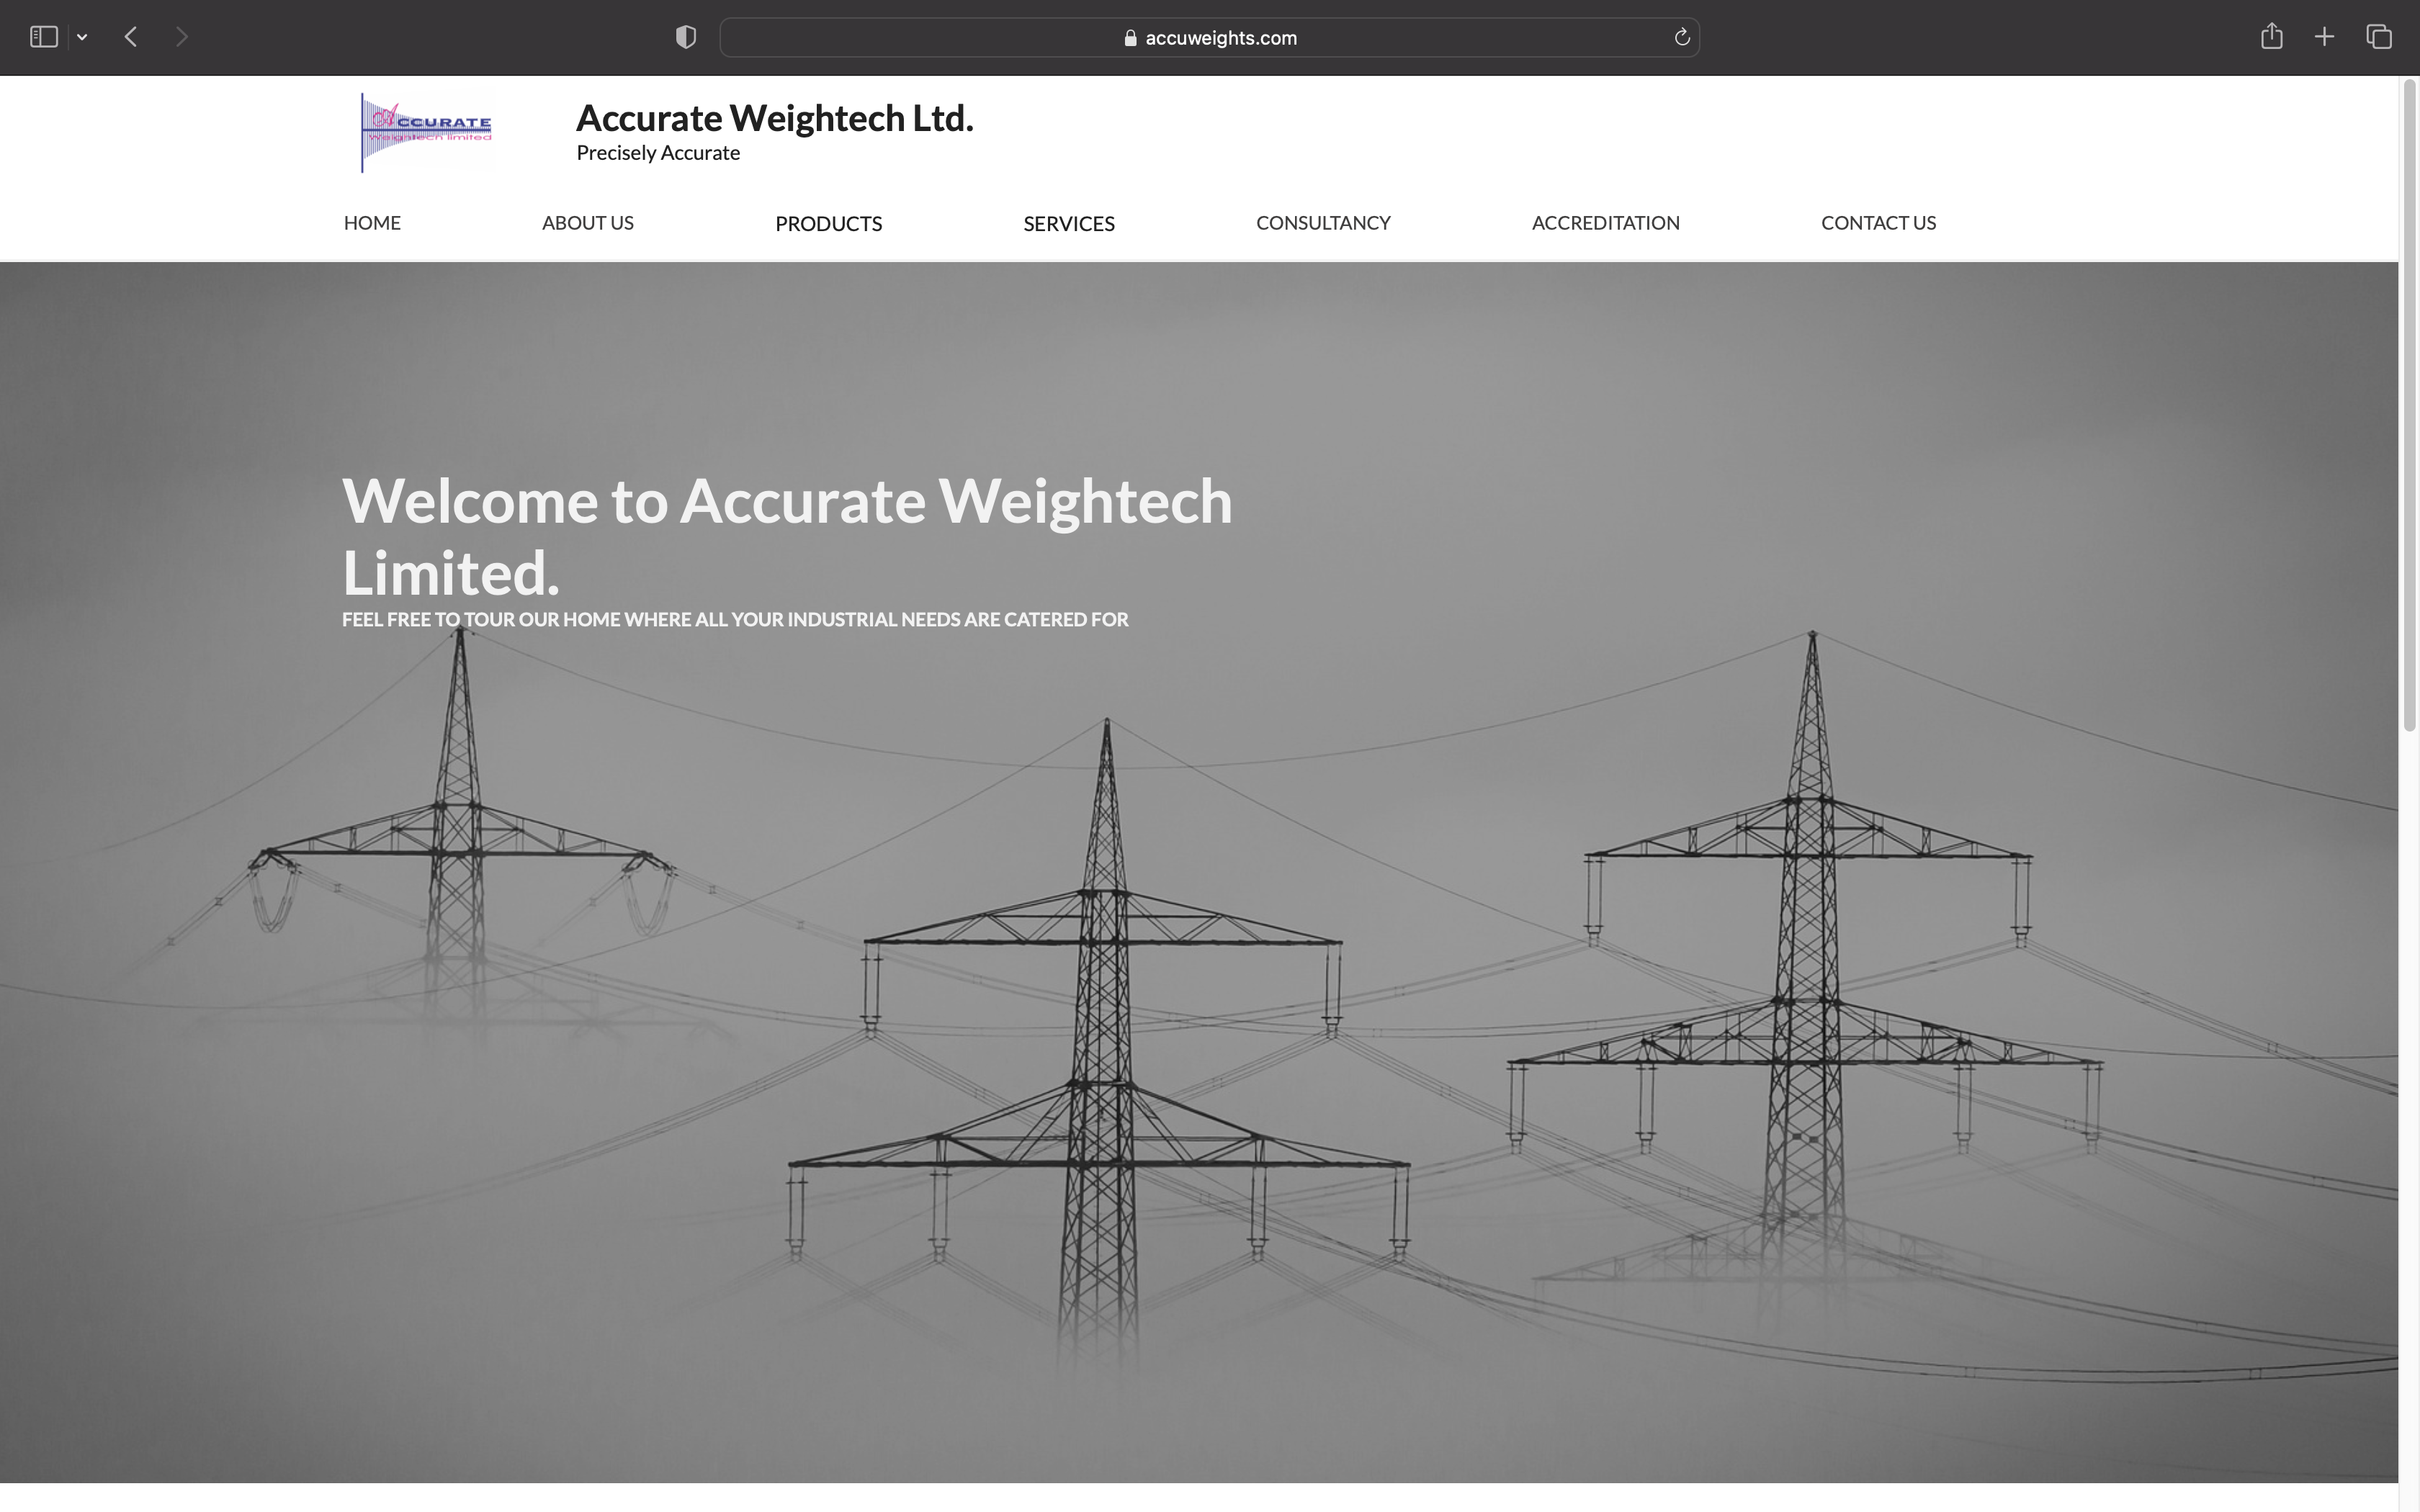 accuweights.com
ACCURATE
Weightech limited
Accurate Weightech Ltd.
Precisely Accurate
HOME ABOUT US PRODUCTS SERVICES CONSULTANCY ACCREDITATION CONTACT US
Welcome to Accurate Weightech
Limited.
FEEL FREE TO TOUR OUR HOME WHERE ALL YOUR INDUSTRIAL NEEDS ARE CATERED FOR